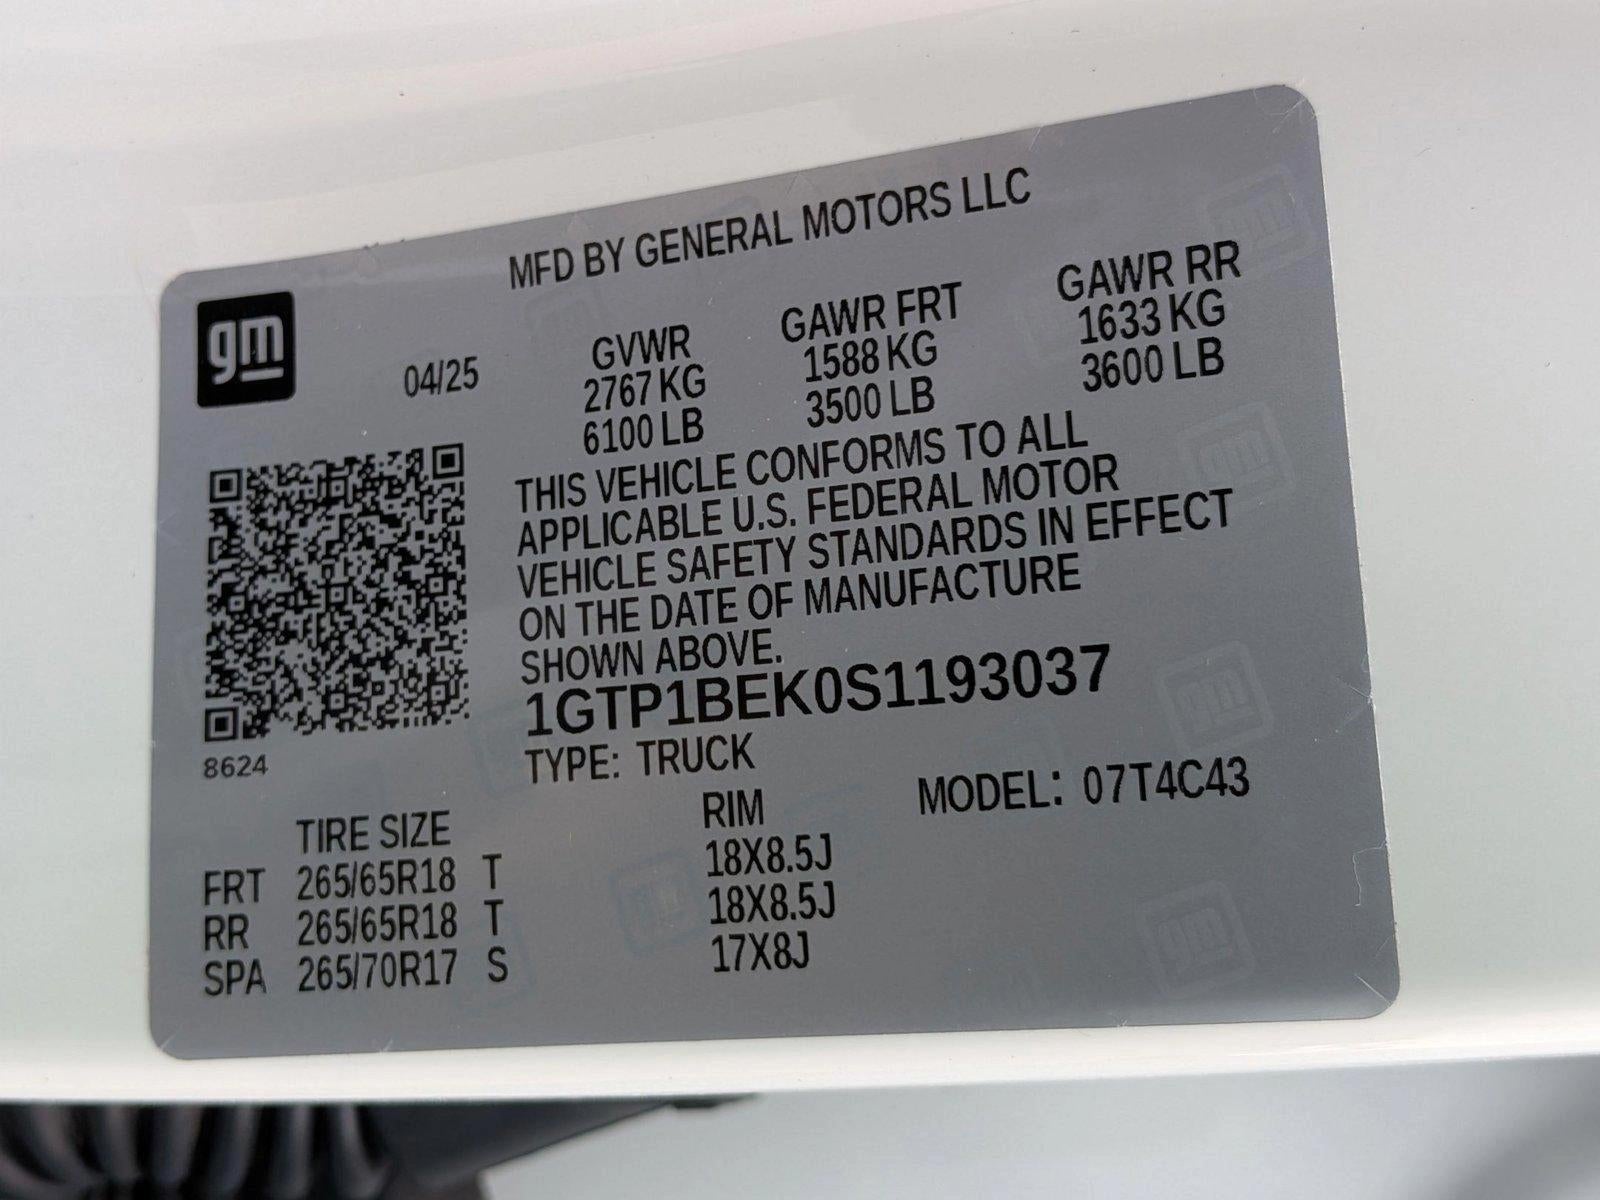 MFD BY GENERAL MOTORS LLC
gm
04/25
GVWR
2767 KG
6100 LB
GAWR FRT
1588 KG
3500 LB
GAWR RR
1633 KG
3600 LB
THIS VEHICLE CONFORMS TO ALL
APPLICABLE U.S. FEDERAL MOTOR
VEHICLE SAFETY STANDARDS IN EFFECT
ON THE DATE OF MANUFACTURE
SHOWN ABOVE.
1GTP1BEK0S1193037
8624
TYPE: TRUCK
MODEL: 07T4C43
TIRE SIZE RIM
FRT 265/65R18 T 18X8.5J
RR 265/65R18 T 18X8.5J
SPA 265/70R17 S 17X8J